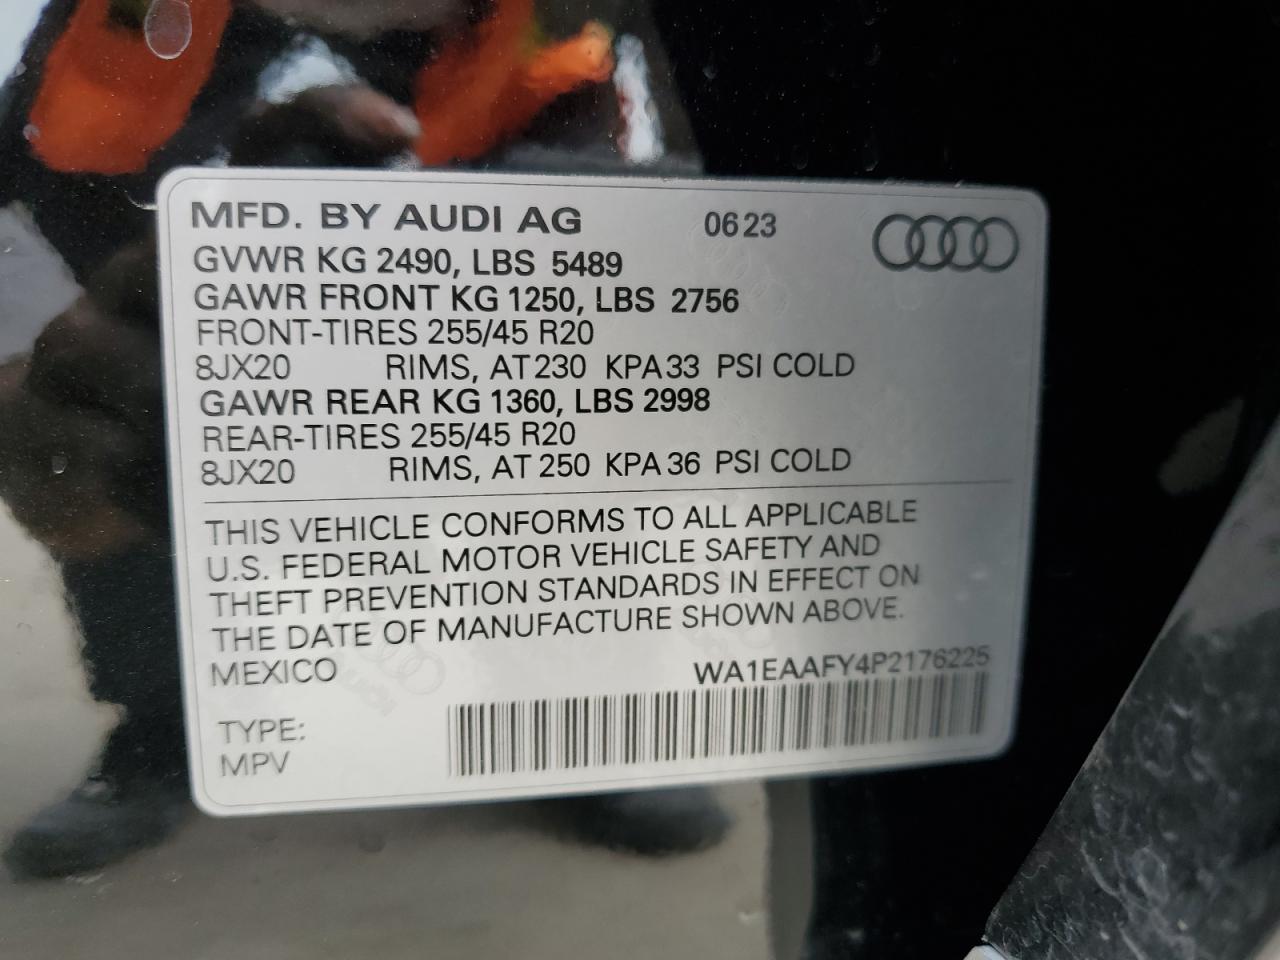 MFD. BY AUDI AG 0623
GVWR KG 2490, LBS 5489
GAWR FRONT KG 1250, LBS 2756
FRONT-TIRES 255/45 R20
8JX20 RIMS, AT 230 KPA 33 PSI COLD
GAWR REAR KG 1360, LBS 2998
REAR-TIRES 255/45 R20
8JX20 RIMS, AT 250 KPA 36 PSI COLD
THIS VEHICLE CONFORMS TO ALL APPLICABLE
U.S. FEDERAL MOTOR VEHICLE SAFETY AND
THEFT PREVENTION STANDARDS IN EFFECT ON
THE DATE OF MANUFACTURE SHOWN ABOVE.
MEXICO WA1EAAFY4P2176225
TYPE:
MPV